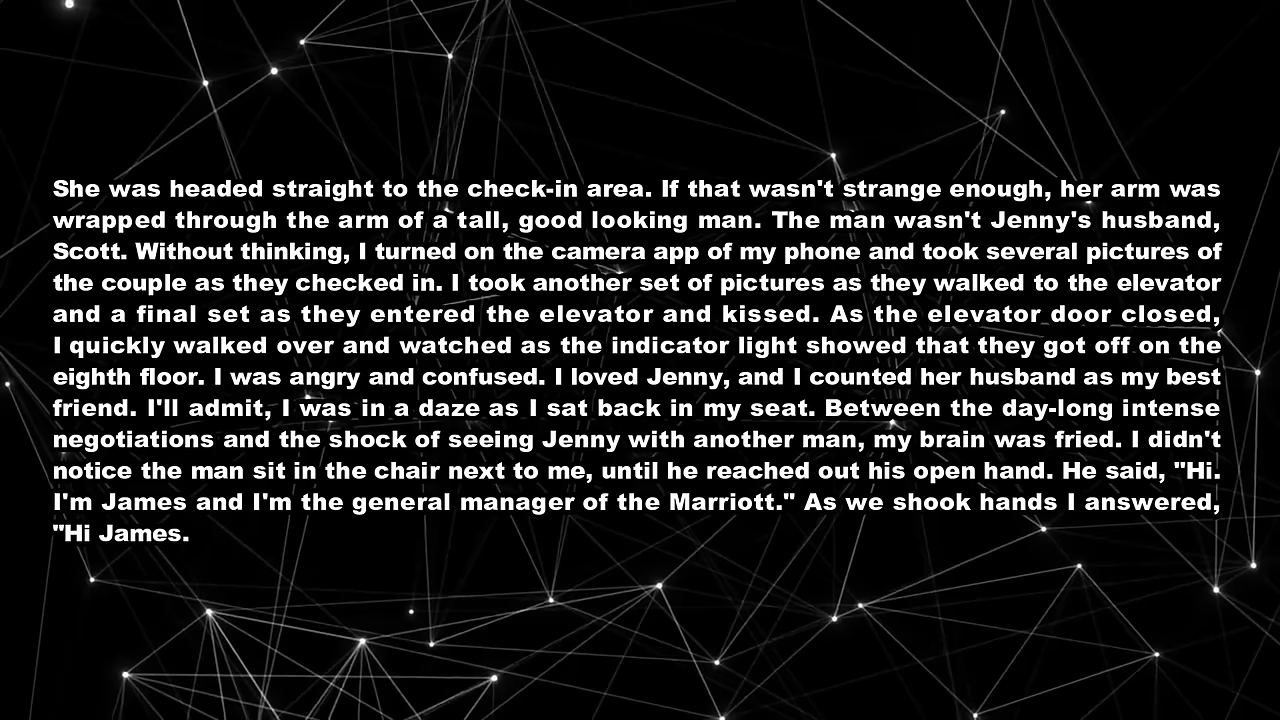 She was headed straight to the check-in area. If that wasn't strange enough, her arm was
wrapped through the arm of a tall, good looking man. The man wasn't Jenny's husband,
Scott. Without thinking, I turned on the camera app of my phone and took several pictures of
the couple as they checked in. I took another set of pictures as they walked to the elevator
and a final set as they entered the elevator and kissed. As the elevator door closed,
I quickly walked over and watched as the indicator light showed that they got off on the
eighth floor. I was angry and confused. I loved Jenny, and I counted her husband as my best
friend. I'll admit, I was in a daze as I sat back in my seat. Between the day-long intense
negotiations and the shock of seeing Jenny with another man, my brain was fried. I didn't
notice the man sit in the chair next to me, until he reached out his open hand. He said, "Hi.
I'm James and I'm the general manager of the Marriott." As we shook hands I answered,
"Hi James.